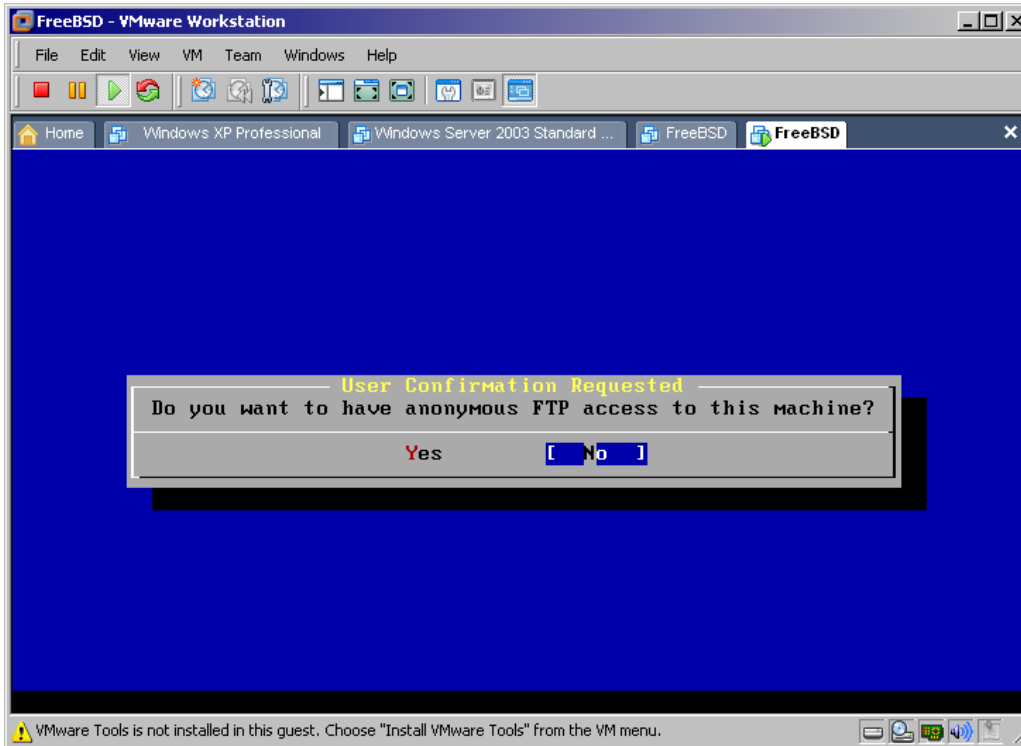 FreeBSD - VMware Workstation
File Edit View VM Team Windows Help
Home Windows XP Professional Windows Server 2003 Standard ... FreeBSD FreeBSD
User Confirmation Requested
Do you want to have anonymous FTP access to this machine?
Yes [ No ]
VMware Tools is not installed in this guest. Choose "Install VMware Tools" from the VM menu.